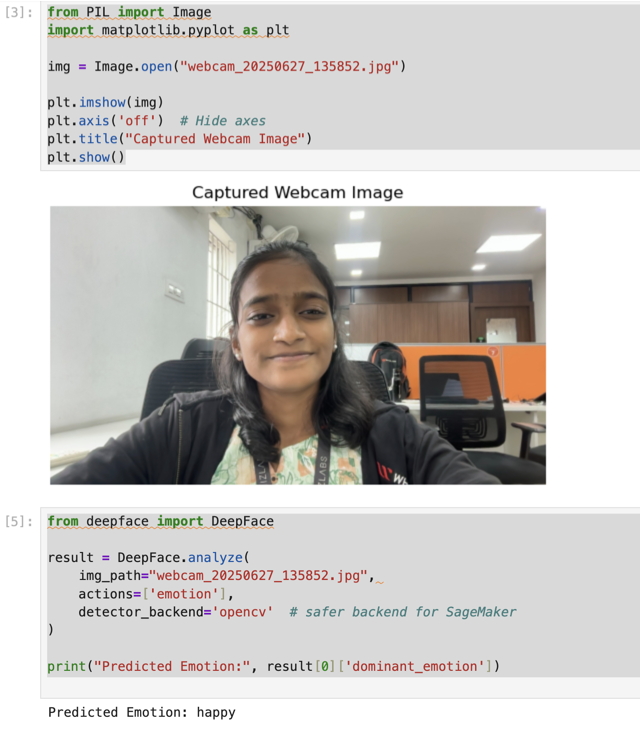 [3]:
from PIL import Image
import matplotlib.pyplot as plt
img = Image.open("webcam_20250627_135852.jpg")
plt.imshow(img)
plt.axis('off')  # Hide axes
plt.title("Captured Webcam Image")
plt.show()
Captured Webcam Image
[5]:
from deepface import DeepFace
result = DeepFace.analyze(
    img_path="webcam_20250627_135852.jpg",
    actions=['emotion'],
    detector_backend='opencv'  # safer backend for SageMaker
)
print("Predicted Emotion:", result[0]['dominant_emotion'])
Predicted Emotion: happy